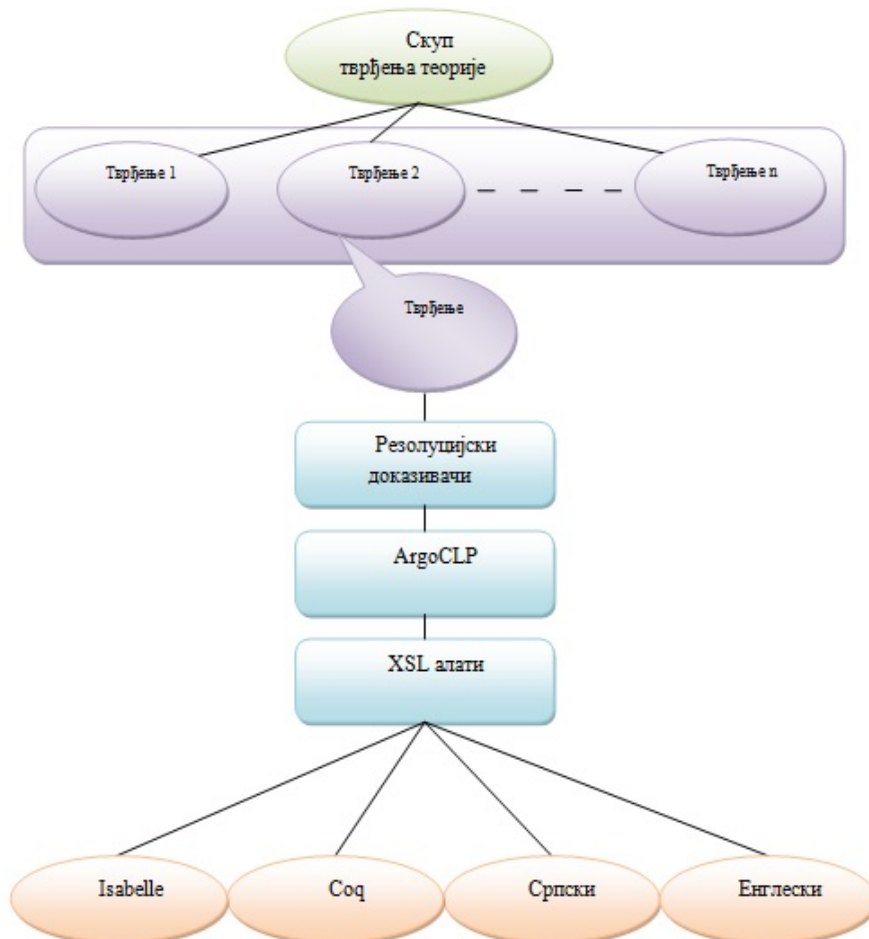 Скуп
тврђења теорије
Тврђење 1
Тврђење 2
Тврђење n
Тврђење
Резолуцијски
доказивачи
ArgoCLP
XSL алати
Isabelle
Coq
Српски
Енглески